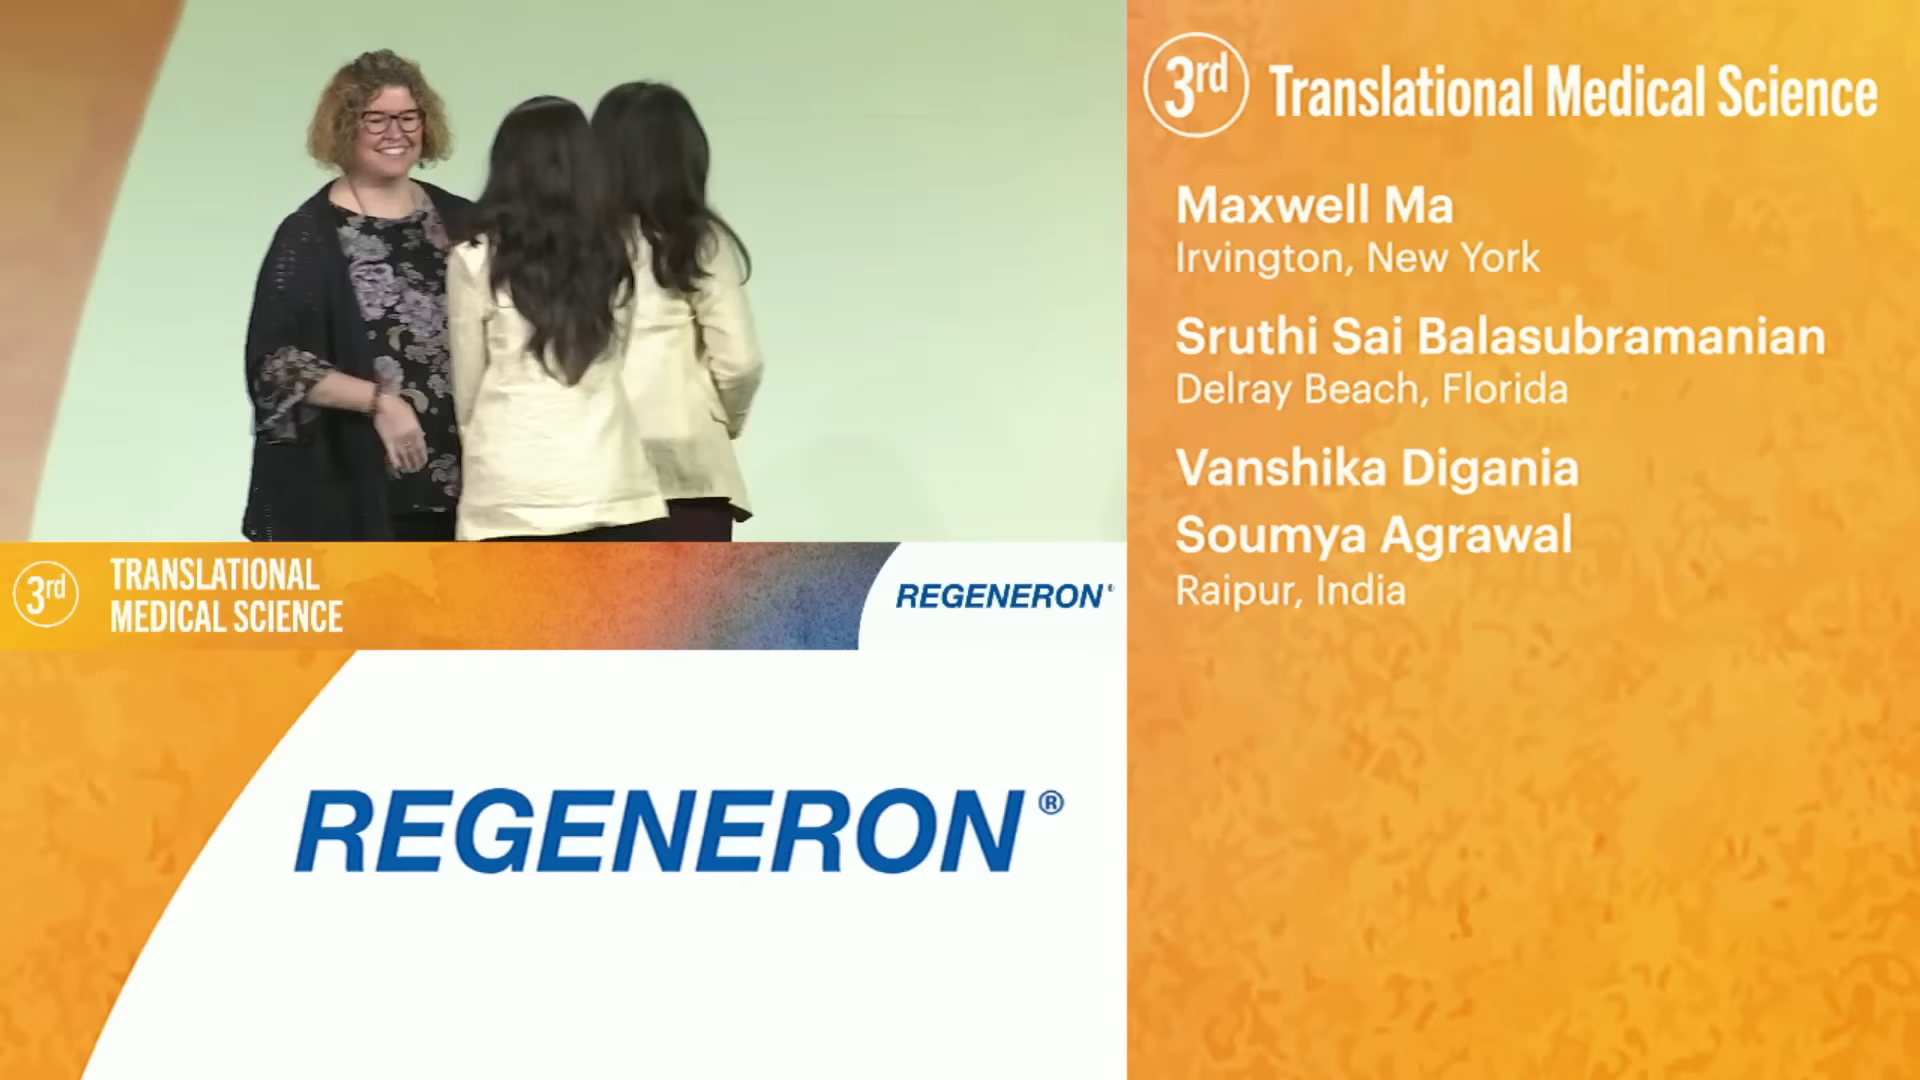 3rd Translational Medical Science
Maxwell Ma
Irvington, New York
Sruthi Sai Balasubramanian
Delray Beach, Florida
Vanshika Digania
Soumya Agrawal
Raipur, India
3rd
TRANSLATIONAL
MEDICAL SCIENCE
REGENERON®
REGENERON®